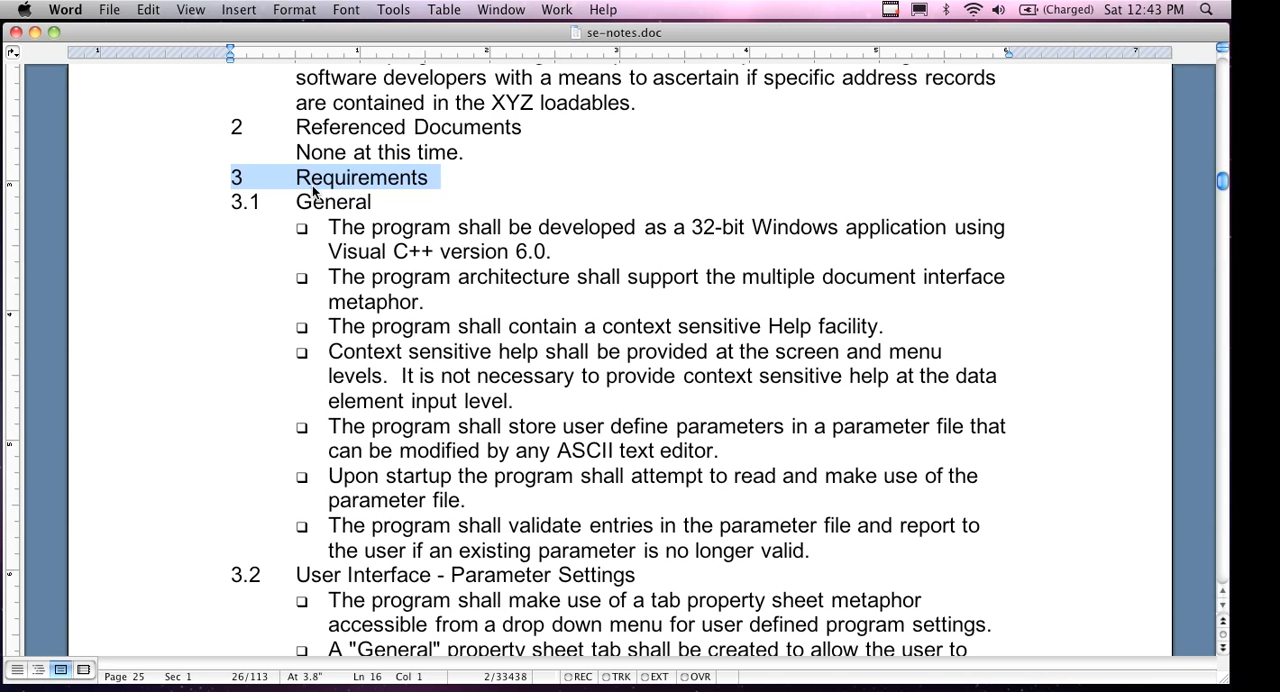 Word File Edit View Insert Format Font Tools Table Window Work Help (Charged) Sat 12:43 PM
se-notes.doc
1 1 2 3 4 5 6 7
software developers with a means to ascertain if specific address records
are contained in the XYZ loadables.
2 Referenced Documents
None at this time.
3 Requirements
3.1 General
The program shall be developed as a 32-bit Windows application using
Visual C++ version 6.0.
The program architecture shall support the multiple document interface
metaphor.
The program shall contain a context sensitive Help facility.
Context sensitive help shall be provided at the screen and menu
levels. It is not necessary to provide context sensitive help at the data
element input level.
The program shall store user define parameters in a parameter file that
can be modified by any ASCII text editor.
Upon startup the program shall attempt to read and make use of the
parameter file.
The program shall validate entries in the parameter file and report to
the user if an existing parameter is no longer valid.
3.2 User Interface - Parameter Settings
The program shall make use of a tab property sheet metaphor
accessible from a drop down menu for user defined program settings.
A "General" property sheet tab shall be created to allow the user to
Page 25 Sec 1 26/113 At 3.8" Ln 16 Col 1 2/33438 REC TRK EXT OVR